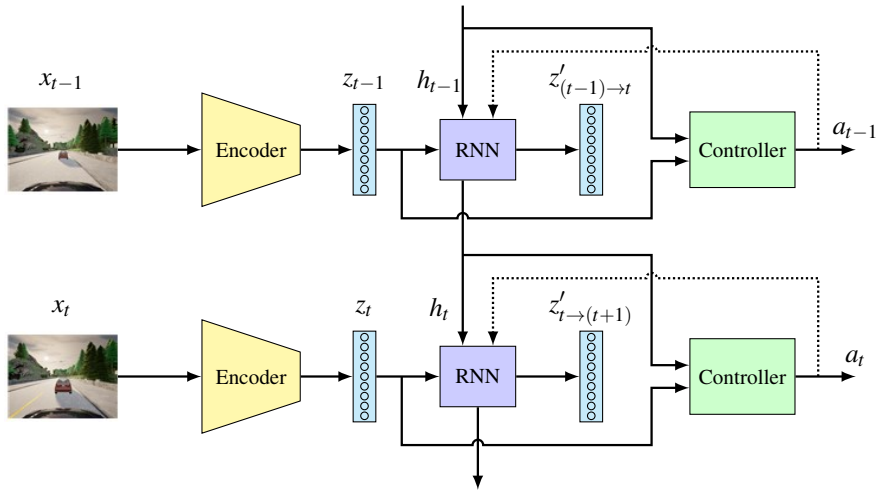 x_{t−1}
z_{t−1}
h_{t−1}
z′_{(t−1)→t}
a_{t−1}
Encoder
RNN
Controller
x_t
z_t
h_t
z′_{t→(t+1)}
a_t
Encoder
RNN
Controller